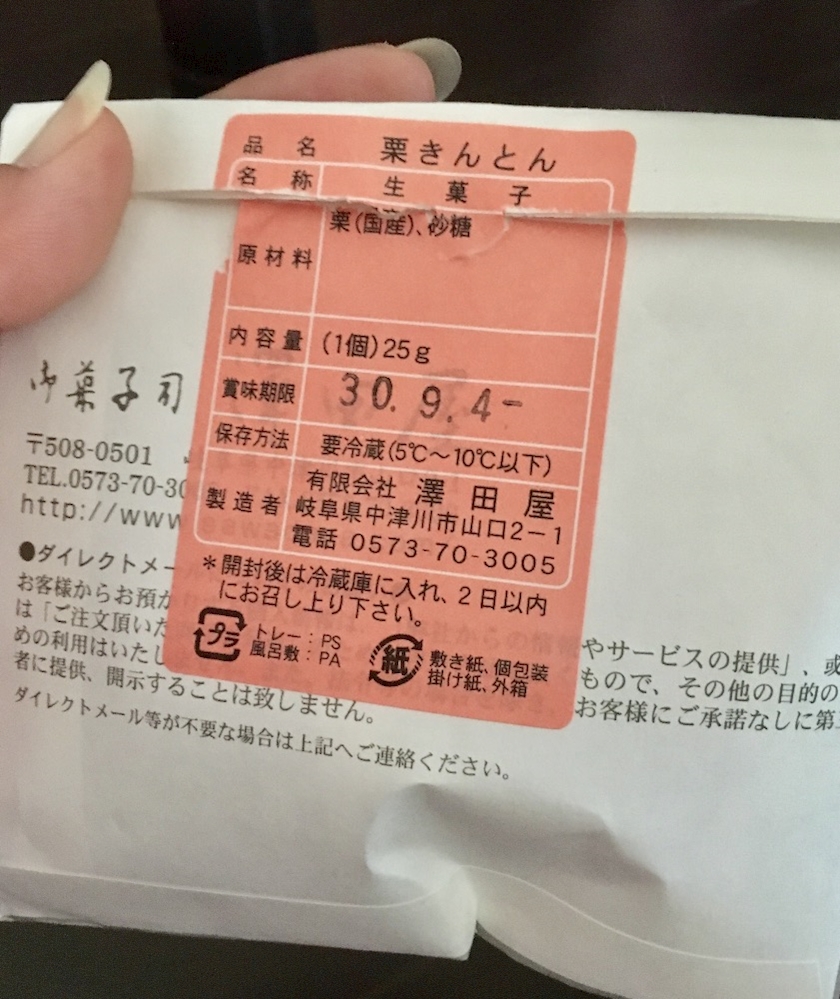 品名 栗きんとん
名称 生菓子
原材料 栗(国産)、砂糖
内容量 (1個)25g
賞味期限 30.9.4-
保存方法 要冷蔵(5℃〜10℃以下)
製造者 有限会社 澤田屋
岐阜県中津川市山口2-1
電話 0573-70-3005
*開封後は冷蔵庫に入れ、2日以内
にお召し上り下さい。
プラ
トレー:PS
風呂敷:PA
紙
敷き紙、個包装
掛け紙、外箱
御菓子司
〒508-0501
TEL.0573-70-30
http://www
●ダイレクトメー
お客様からお預か やサービスの提供」、或
は「ご注文頂いた もので、その他の目的の
めの利用はいたし お客様にご承諾なしに第三
者に提供、開示することは致しません。
ダイレクトメール等が不要な場合は上記へご連絡ください。